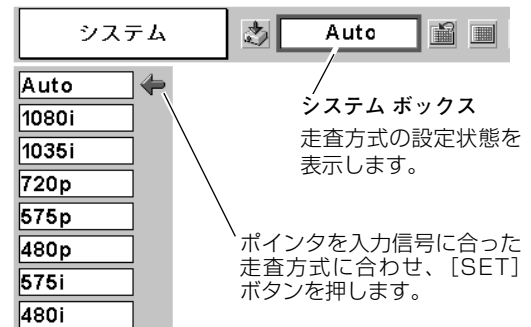 システム
Auto
Auto
1080i
1035i
720p
575p
480p
575i
480i
システム ボックス
走査方式の設定状態を
表示します。
ポインタを入力信号に合った
走査方式に合わせ、［SET］
ボタンを押します。